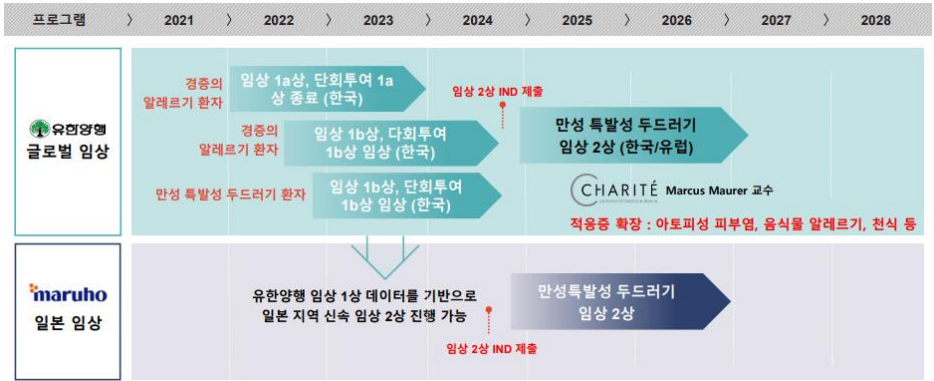 프로그램 〉 2021 〉 2022 〉 2023 〉 2024 〉 2025 〉 2026 〉 2027 〉 2028
유한양행
글로벌 임상
경증의
알레르기 환자
임상 1a상, 단회투여 1a
상 종료 (한국)
경증의
알레르기 환자
임상 1b상, 다회투여
1b상 임상 (한국)
만성 특발성 두드러기 환자
임상 1b상, 단회투여
1b상 임상 (한국)
임상 2상 IND 제출
만성 특발성 두드러기
임상 2상 (한국/유럽)
CHARITÉ Marcus Maurer 교수
적응증 확장 : 아토피성 피부염, 음식물 알레르기, 천식 등
maruho
일본 임상
유한양행 임상 1상 데이터를 기반으로
일본 지역 신속 임상 2상 진행 가능
임상 2상 IND 제출
만성특발성 두드러기
임상 2상